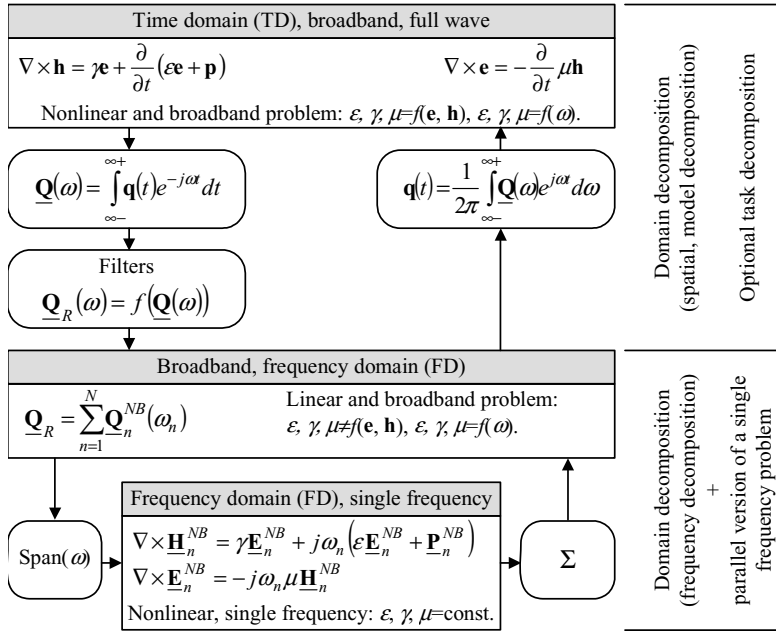 Time domain (TD), broadband, full wave
∇×h = γe + ∂/∂t (εe + p)
∇×e = −∂/∂t μh
Nonlinear and broadband problem: ε, γ, μ=f(e, h), ε, γ, μ=f(ω).
Q(ω) = ∫_{∞−}^{∞+} q(t)e^{−jωt}dt
q(t) = 1/2π ∫_{∞−}^{∞+} Q(ω)e^{jωt}dω
Filters
Q_R(ω) = f(Q(ω))
Broadband, frequency domain (FD)
Q_R = ∑_{n=1}^{N} Q_n^{NB}(ω_n)
Linear and broadband problem:
ε, γ, μ≠f(e, h), ε, γ, μ=f(ω).
Span(ω)
Frequency domain (FD), single frequency
∇×H_n^{NB} = γE_n^{NB} + jω_n(εE_n^{NB} + P_n^{NB})
∇×E_n^{NB} = −jω_n μH_n^{NB}
Nonlinear, single frequency: ε, γ, μ=const.
Σ
Domain decomposition
(spatial, model decomposition)
Optional task decomposition
Domain decomposition
(frequency decomposition)
+
parallel version of a single
frequency problem